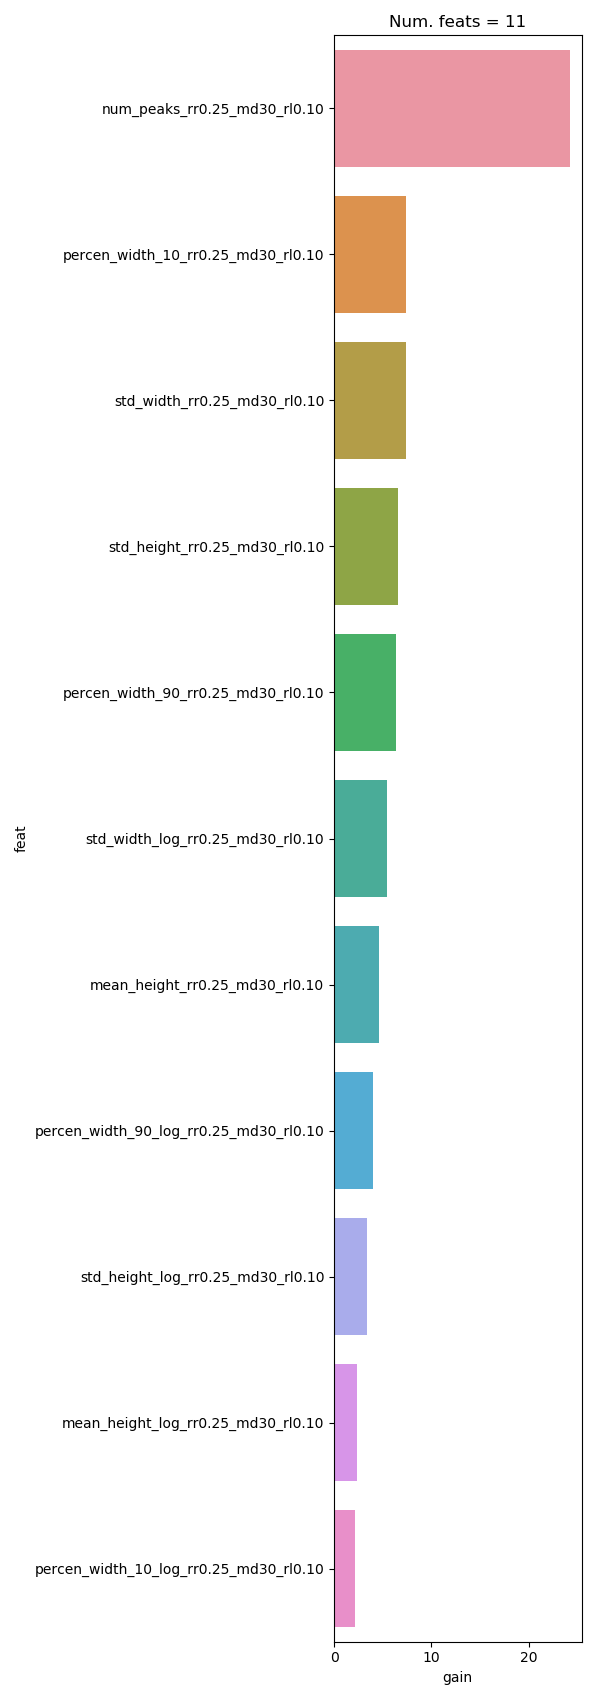 Num. feats = 11
num_peaks_rr0.25_md30_rl0.10
percen_width_10_rr0.25_md30_rl0.10
std_width_rr0.25_md30_rl0.10
std_height_rr0.25_md30_rl0.10
percen_width_90_rr0.25_md30_rl0.10
std_width_log_rr0.25_md30_rl0.10
feat
mean_height_rr0.25_md30_rl0.10
percen_width_90_log_rr0.25_md30_rl0.10
std_height_log_rr0.25_md30_rl0.10
mean_height_log_rr0.25_md30_rl0.10
percen_width_10_log_rr0.25_md30_rl0.10
0 10 20
gain